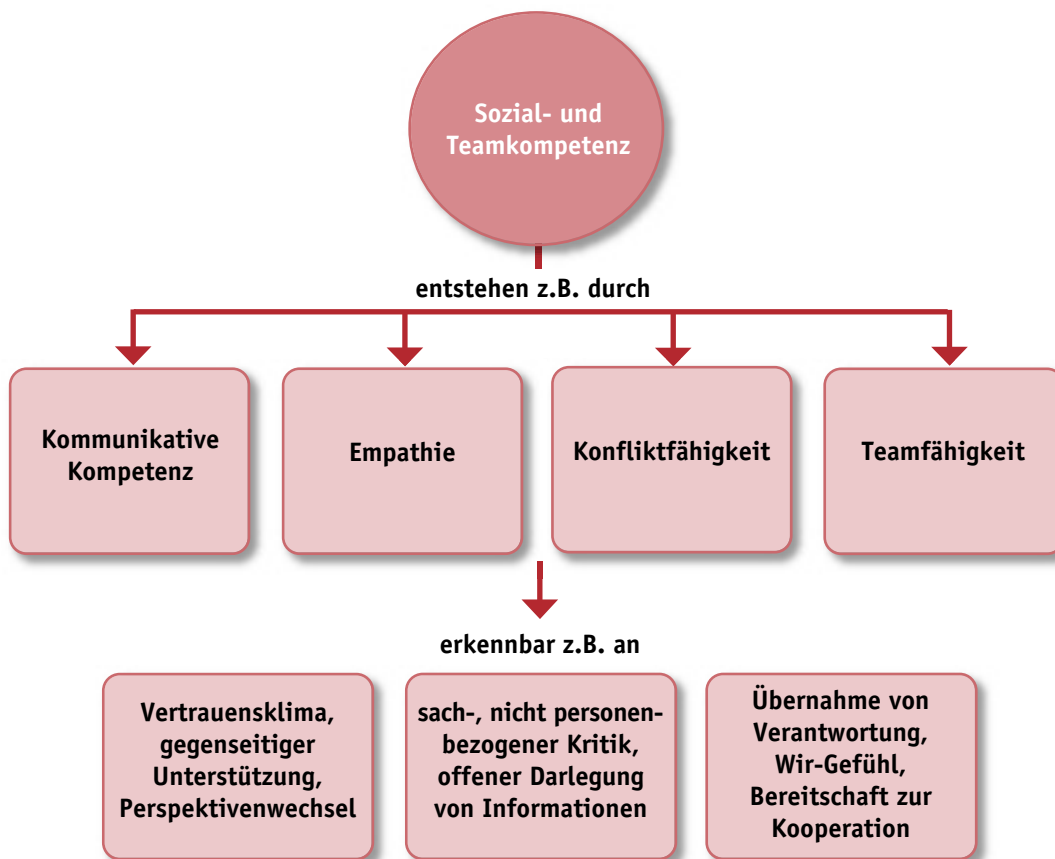 Sozial- und
Teamkompetenz
entstehen z.B. durch
Kommunikative
Kompetenz
Empathie
Konfliktfähigkeit
Teamfähigkeit
erkennbar z.B. an
Vertrauensklima,
gegenseitiger
Unterstützung,
Perspektivenwechsel
sach-, nicht personen-
bezogener Kritik,
offener Darlegung
von Informationen
Übernahme von
Verantwortung,
Wir-Gefühl,
Bereitschaft zur
Kooperation